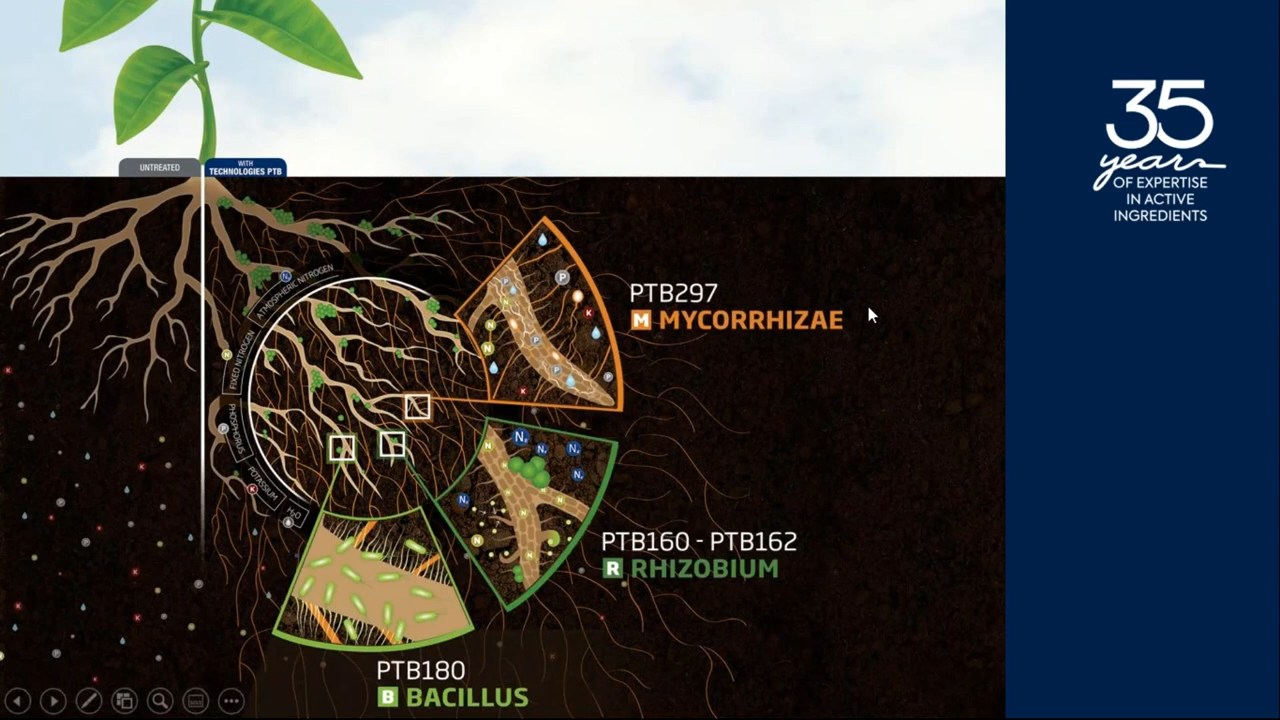 35
years
OF EXPERTISE
IN ACTIVE
INGREDIENTS
UNTREATED
WITH
TECHNOLOGIES PTB
ATMOSPHERIC NITROGEN
FIXED NITROGEN
PHOSPHORUS
POTASSIUM
H₂O
PTB297
M MYCORRHIZAE
PTB160 - PTB162
R RHIZOBIUM
PTB180
B BACILLUS